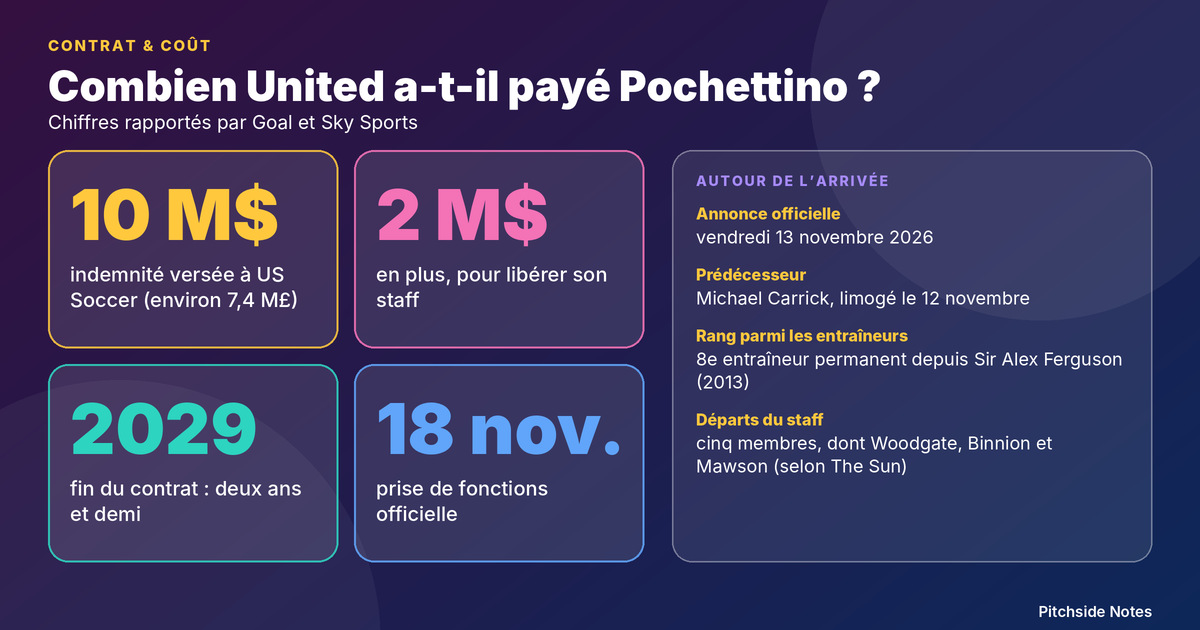 CONTRAT & COÛT
Combien United a-t-il payé Pochettino ?
Chiffres rapportés par Goal et Sky Sports
10 M$
indemnité versée à US
Soccer (environ 7,4 M£)
2 M$
en plus, pour libérer son
staff
2029
fin du contrat : deux ans
et demi
18 nov.
prise de fonctions
officielle
AUTOUR DE L’ARRIVÉE
Annonce officielle
vendredi 13 novembre 2026
Prédécesseur
Michael Carrick, limogé le 12 novembre
Rang parmi les entraîneurs
8e entraîneur permanent depuis Sir Alex Ferguson
(2013)
Départs du staff
cinq membres, dont Woodgate, Binnion et
Mawson (selon The Sun)
Pitchside Notes